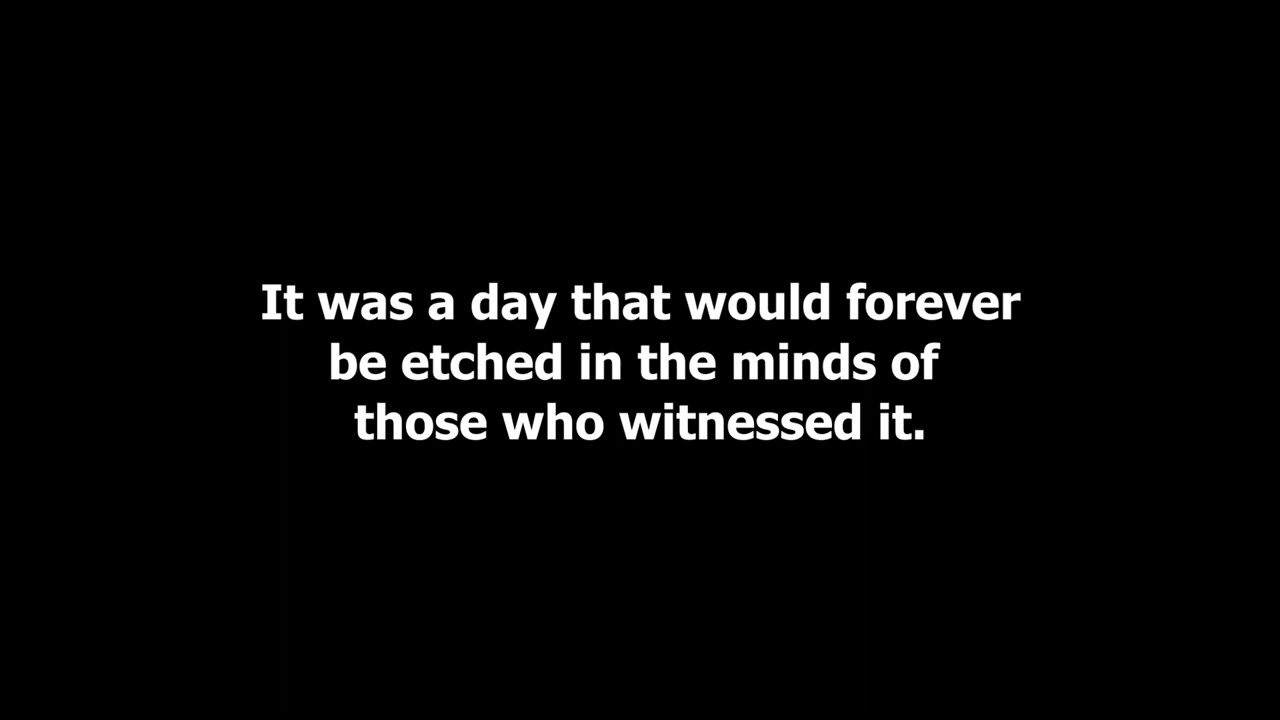 It was a day that would forever
be etched in the minds of
those who witnessed it.